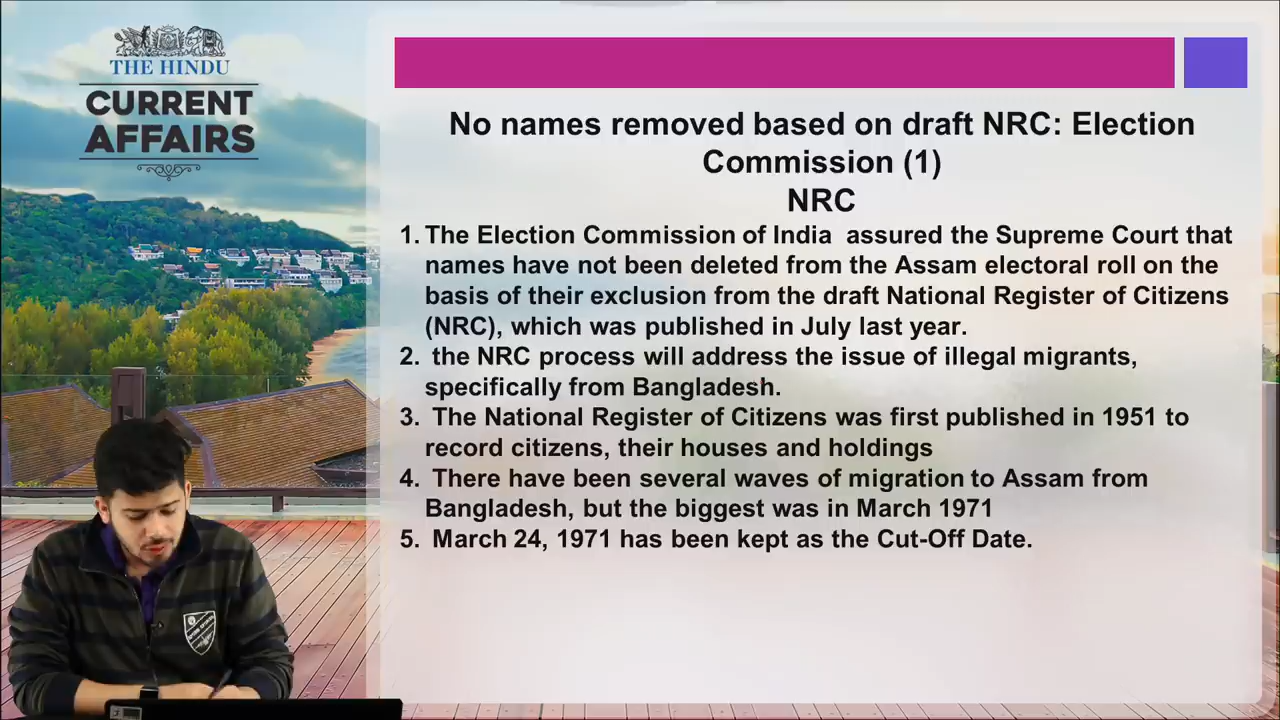 THE HINDU
CURRENT
AFFAIRS
No names removed based on draft NRC: Election
Commission (1)
NRC
1. The Election Commission of India assured the Supreme Court that
names have not been deleted from the Assam electoral roll on the
basis of their exclusion from the draft National Register of Citizens
(NRC), which was published in July last year.
2. the NRC process will address the issue of illegal migrants,
specifically from Bangladesh.
3. The National Register of Citizens was first published in 1951 to
record citizens, their houses and holdings
4. There have been several waves of migration to Assam from
Bangladesh, but the biggest was in March 1971
5. March 24, 1971 has been kept as the Cut-Off Date.